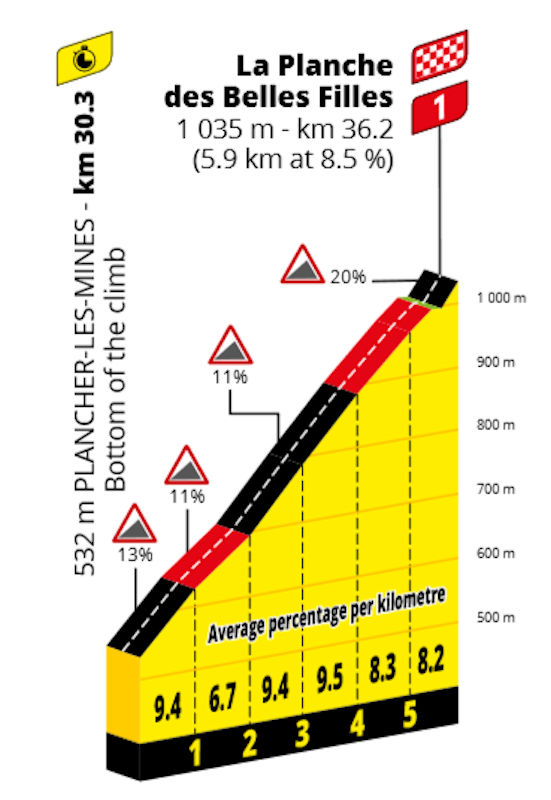 La Planche
des Belles Filles
1 035 m - km 36.2
(5.9 km at 8.5 %)
1
532 m PLANCHER-LES-MINES - km 30.3
Bottom of the climb
20%
11%
11%
13%
1 000 m
900 m
800 m
700 m
600 m
500 m
Average percentage per kilometre
9.4 6.7 9.4 9.5 8.3 8.2
1 2 3 4 5